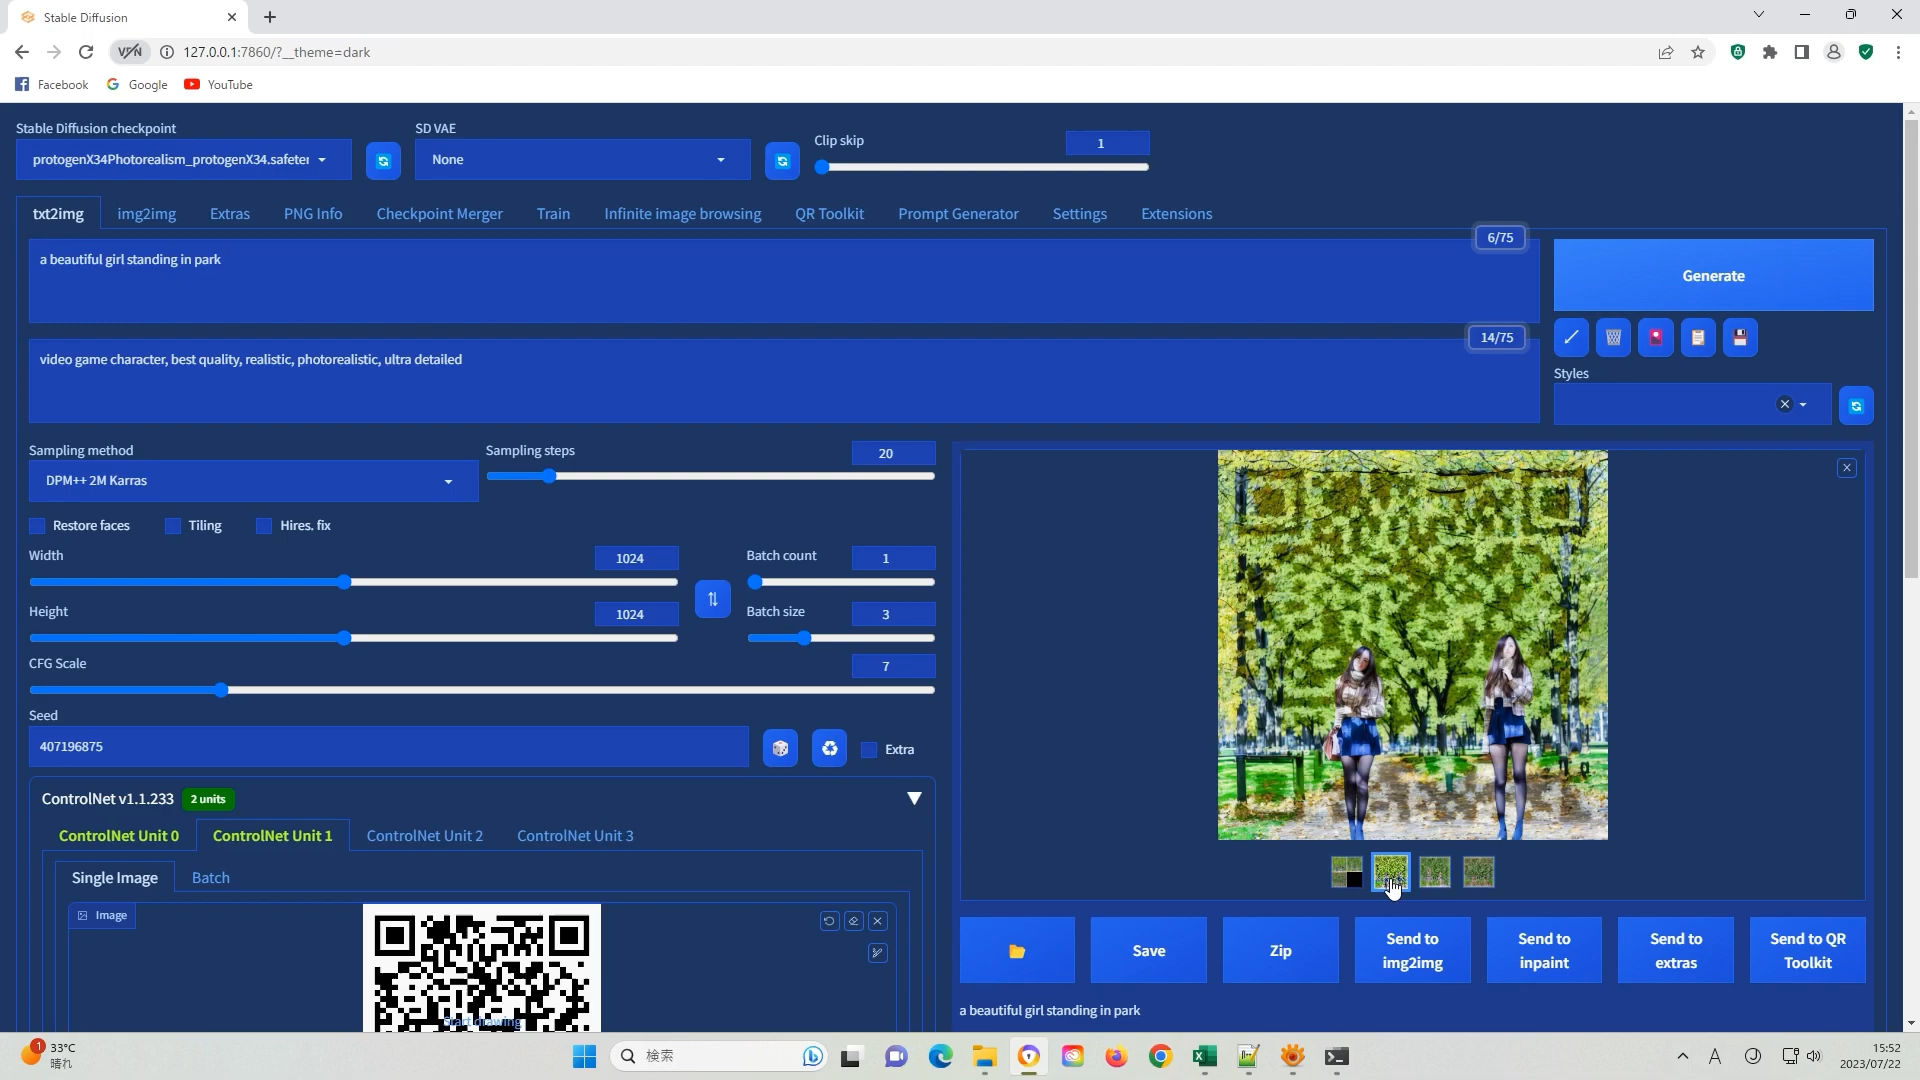 Stable Diffusion
VPN
127.0.0.1:7860/?__theme=dark
Facebook
Google
YouTube
Stable Diffusion checkpoint
SD VAE
Clip skip
1
protogenX34Photorealism_protogenX34.safeter
None
txt2img
img2img
Extras
PNG Info
Checkpoint Merger
Train
Infinite image browsing
QR Toolkit
Prompt Generator
Settings
Extensions
6/75
a beautiful girl standing in park
Generate
14/75
video game character, best quality, realistic, photorealistic, ultra detailed
Styles
Sampling method
Sampling steps
20
DPM++ 2M Karras
Restore faces
Tiling
Hires. fix
Width
1024
Batch count
1
Height
1024
Batch size
3
CFG Scale
7
Seed
407196875
Extra
ControlNet v1.1.233
2 units
ControlNet Unit 0
ControlNet Unit 1
ControlNet Unit 2
ControlNet Unit 3
Single Image
Batch
Image
Start drawing
Save
Zip
Send to
img2img
Send to
inpaint
Send to
extras
Send to QR
Toolkit
a beautiful girl standing in park
1
33°C
晴れ
検索
A
15:52
2023/07/22